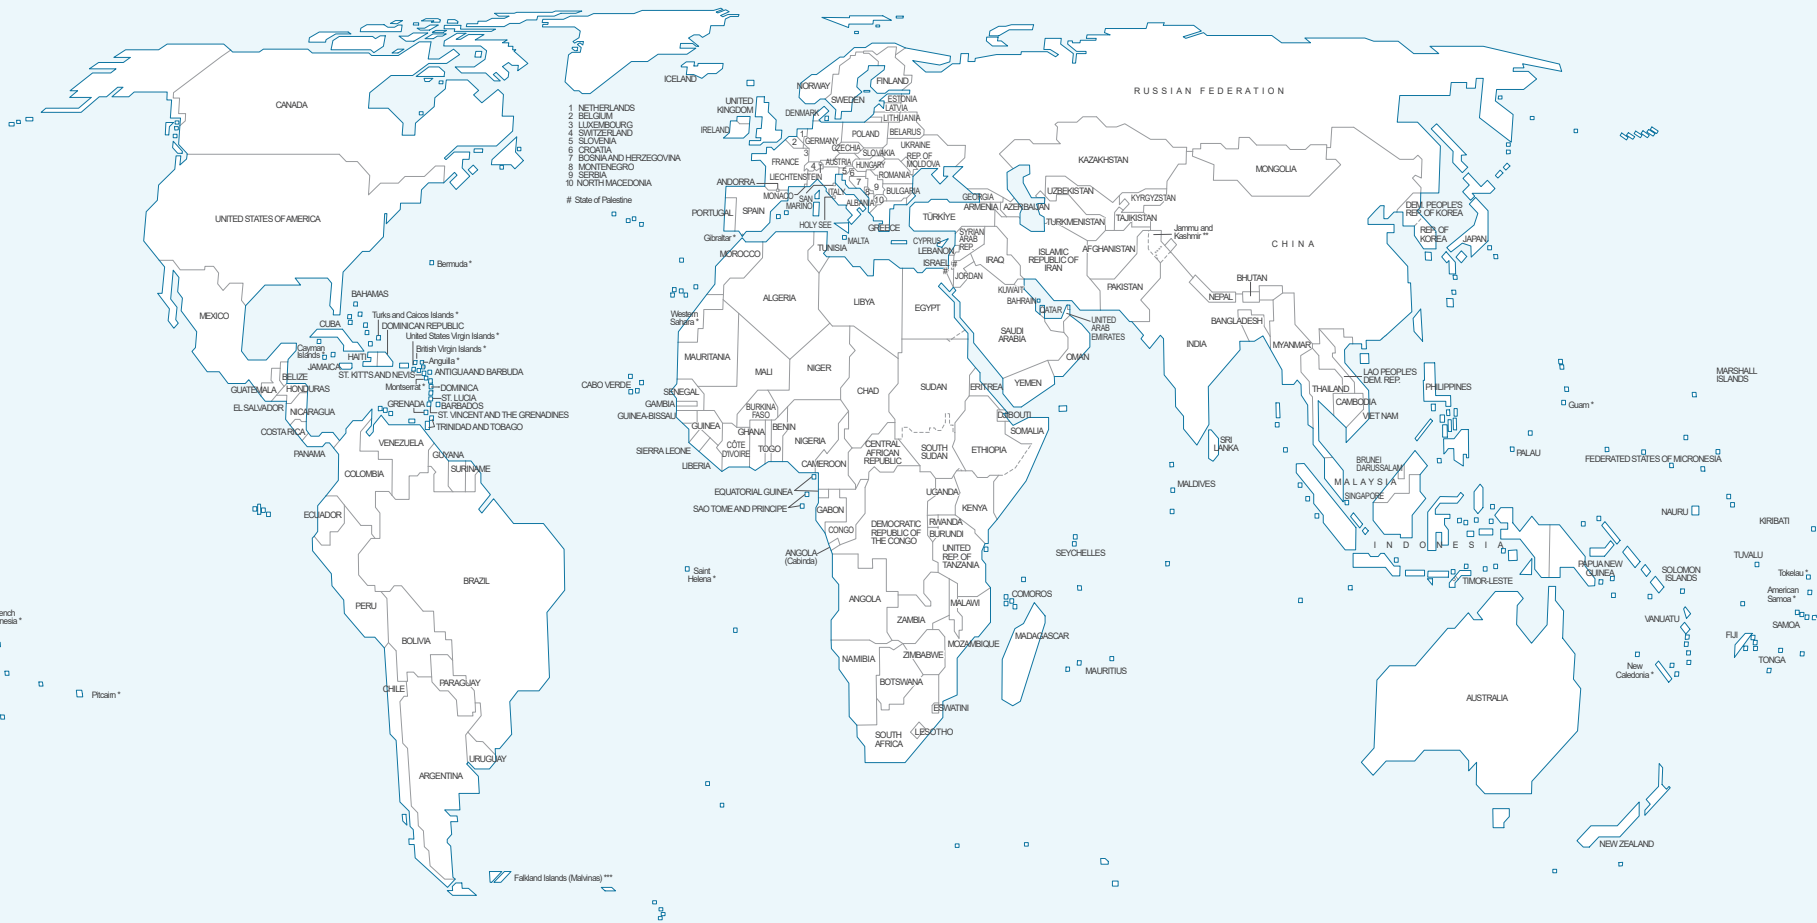 CANADA
UNITED STATES OF AMERICA
MEXICO
Bermuda *
BAHAMAS
CUBA
Turks and Caicos Islands *
DOMINICAN REPUBLIC
United States Virgin Islands *
British Virgin Islands *
Anguilla *
Cayman
Islands *
HAITI
JAMAICA
ST. KITTS AND NEVIS
ANTIGUA AND BARBUDA
Montserrat *
DOMINICA
ST. LUCIA
BARBADOS
GRENADA
ST. VINCENT AND THE GRENADINES
TRINIDAD AND TOBAGO
BELIZE
GUATEMALA
HONDURAS
EL SALVADOR
NICARAGUA
COSTA RICA
PANAMA
VENEZUELA
GUYANA
SURINAME
COLOMBIA
ECUADOR
BRAZIL
PERU
BOLIVIA
PARAGUAY
CHILE
URUGUAY
ARGENTINA
Falkland Islands (Malvinas) ***
Pitcairn *
ench
nesia *
1 NETHERLANDS
2 BELGIUM
3 LUXEMBOURG
4 SWITZERLAND
5 SLOVENIA
6 CROATIA
7 BOSNIA AND HERZEGOVINA
8 MONTENEGRO
9 SERBIA
10 NORTH MACEDONIA
# State of Palestine
ICELAND
NORWAY
SWEDEN
FINLAND
UNITED
KINGDOM
IRELAND
DENMARK
ESTONIA
LATVIA
LITHUANIA
1
2
3
4
5
6
7
8
9
10
GERMANY
POLAND
BELARUS
CZECHIA
SLOVAKIA
UKRAINE
REP. OF
MOLDOVA
FRANCE
AUSTRIA
HUNGARY
LIECHTENSTEIN
ROMANIA
ANDORRA
MONACO
SAN
MARINO
ITALY
BULGARIA
ALBANIA
PORTUGAL
SPAIN
HOLY SEE
GREECE
Gibraltar *
MALTA
TÜRKİYE
CYPRUS
GEORGIA
ARMENIA
AZERBAIJAN
SYRIAN
ARAB
REP.
LEBANON
ISRAEL
#
#
JORDAN
IRAQ
ISLAMIC
REPUBLIC OF
IRAN
KUWAIT
BAHRAIN
QATAR
UNITED
ARAB
EMIRATES
SAUDI
ARABIA
OMAN
YEMEN
RUSSIAN FEDERATION
KAZAKHSTAN
MONGOLIA
UZBEKISTAN
KYRGYZSTAN
TURKMENISTAN
TAJIKISTAN
AFGHANISTAN
Jammu and
Kashmir **
PAKISTAN
CHINA
DEM. PEOPLE'S
REP. OF KOREA
REP. OF
KOREA
JAPAN
BHUTAN
NEPAL
BANGLADESH
INDIA
MYANMAR
LAO PEOPLE'S
DEM. REP.
THAILAND
CAMBODIA
VIET NAM
PHILIPPINES
SRI
LANKA
MALDIVES
BRUNEI
DARUSSALAM
MALAYSIA
SINGAPORE
INDONESIA
TIMOR-LESTE
PAPUA NEW
GUINEA
PALAU
Guam *
MARSHALL
ISLANDS
FEDERATED STATES OF MICRONESIA
NAURU
KIRIBATI
TUVALU
Tokelau *
SOLOMON
ISLANDS
American
Samoa *
SAMOA
VANUATU
FIJI
TONGA
New
Caledonia *
AUSTRALIA
NEW ZEALAND
MOROCCO
TUNISIA
ALGERIA
LIBYA
EGYPT
Western
Sahara *
MAURITANIA
MALI
NIGER
CHAD
SUDAN
ERITREA
DJIBOUTI
SOMALIA
ETHIOPIA
CABO VERDE
SENEGAL
GAMBIA
GUINEA-BISSAU
GUINEA
SIERRA LEONE
LIBERIA
CÔTE
D'IVOIRE
BURKINA
FASO
GHANA
TOGO
BENIN
NIGERIA
CAMEROON
CENTRAL
AFRICAN
REPUBLIC
SOUTH
SUDAN
EQUATORIAL GUINEA
SAO TOME AND PRINCIPE
GABON
CONGO
DEMOCRATIC
REPUBLIC OF
THE CONGO
UGANDA
KENYA
RWANDA
BURUNDI
UNITED
REP. OF
TANZANIA
ANGOLA
(Cabinda)
ANGOLA
ZAMBIA
MALAWI
MOZAMBIQUE
ZIMBABWE
NAMIBIA
BOTSWANA
ESWATINI
LESOTHO
SOUTH
AFRICA
SEYCHELLES
COMOROS
MADAGASCAR
MAURITIUS
Saint
Helena *